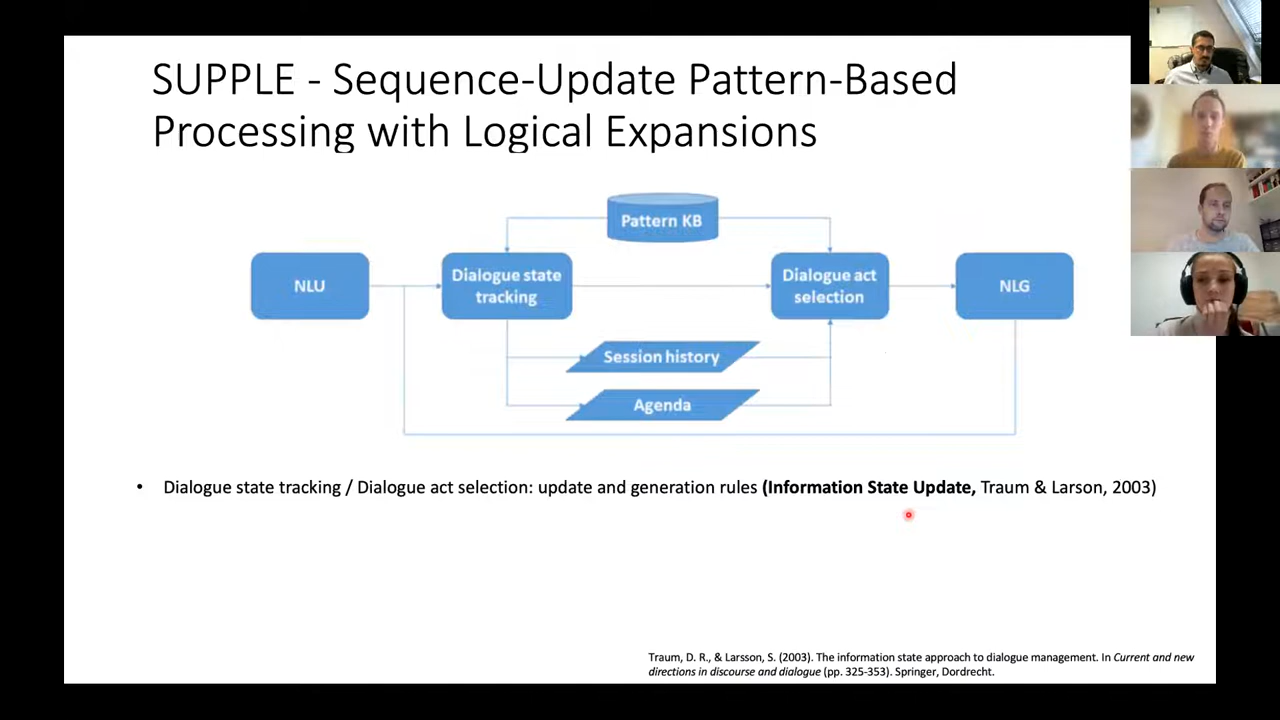 SUPPLE - Sequence-Update Pattern-Based
Processing with Logical Expansions
Pattern KB
NLU
Dialogue state
tracking
Dialogue act
selection
NLG
Session history
Agenda
• Dialogue state tracking / Dialogue act selection: update and generation rules (Information State Update, Traum & Larson, 2003)
Traum, D. R., & Larsson, S. (2003). The information state approach to dialogue management. In Current and new
directions in discourse and dialogue (pp. 325-353). Springer, Dordrecht.